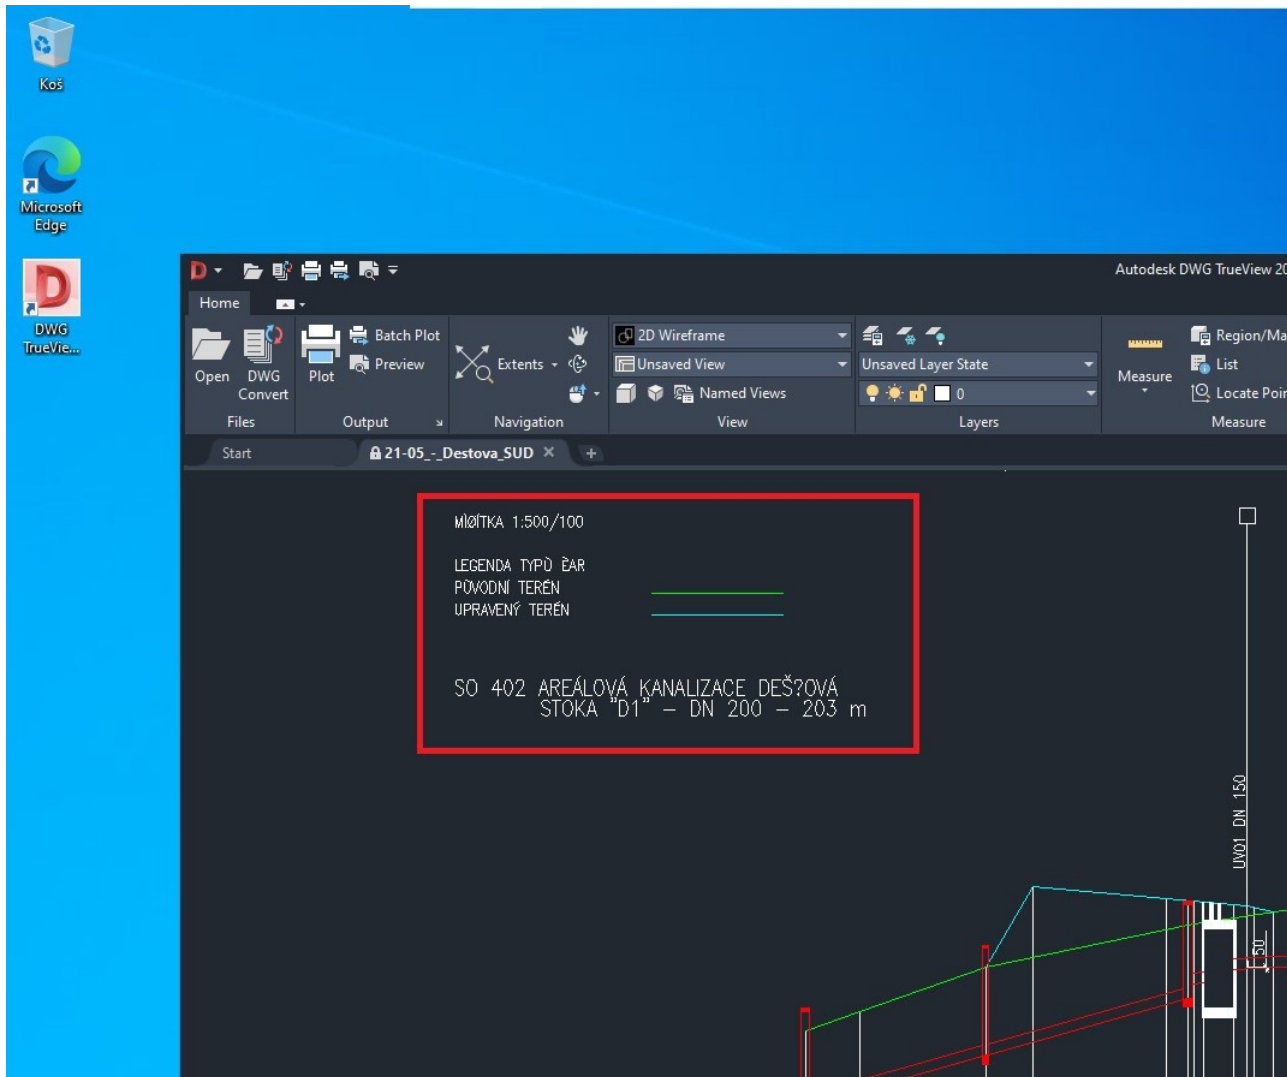 Koš
Microsoft
Edge
DWG
TrueVie...
Autodesk DWG TrueView 20
Home
Open
DWG
Convert
Files
Plot
Batch Plot
Preview
Output
Extents
Navigation
2D Wireframe
Unsaved View
Named Views
View
Unsaved Layer State
0
Layers
Measure
Region/Ma
List
Locate Poin
Measure
Start
21-05_-_Destova_SUD
MÌØÍTKA 1:500/100
LEGENDA TYPÙ ÈAR
PÙVODNÍ TERÉN
UPRAVENÝ TERÉN
SO 402 AREÁLOVÁ KANALIZACE DEŠ?OVÁ
STOKA "D1" – DN 200 – 203 m
UV01 DN 150
50